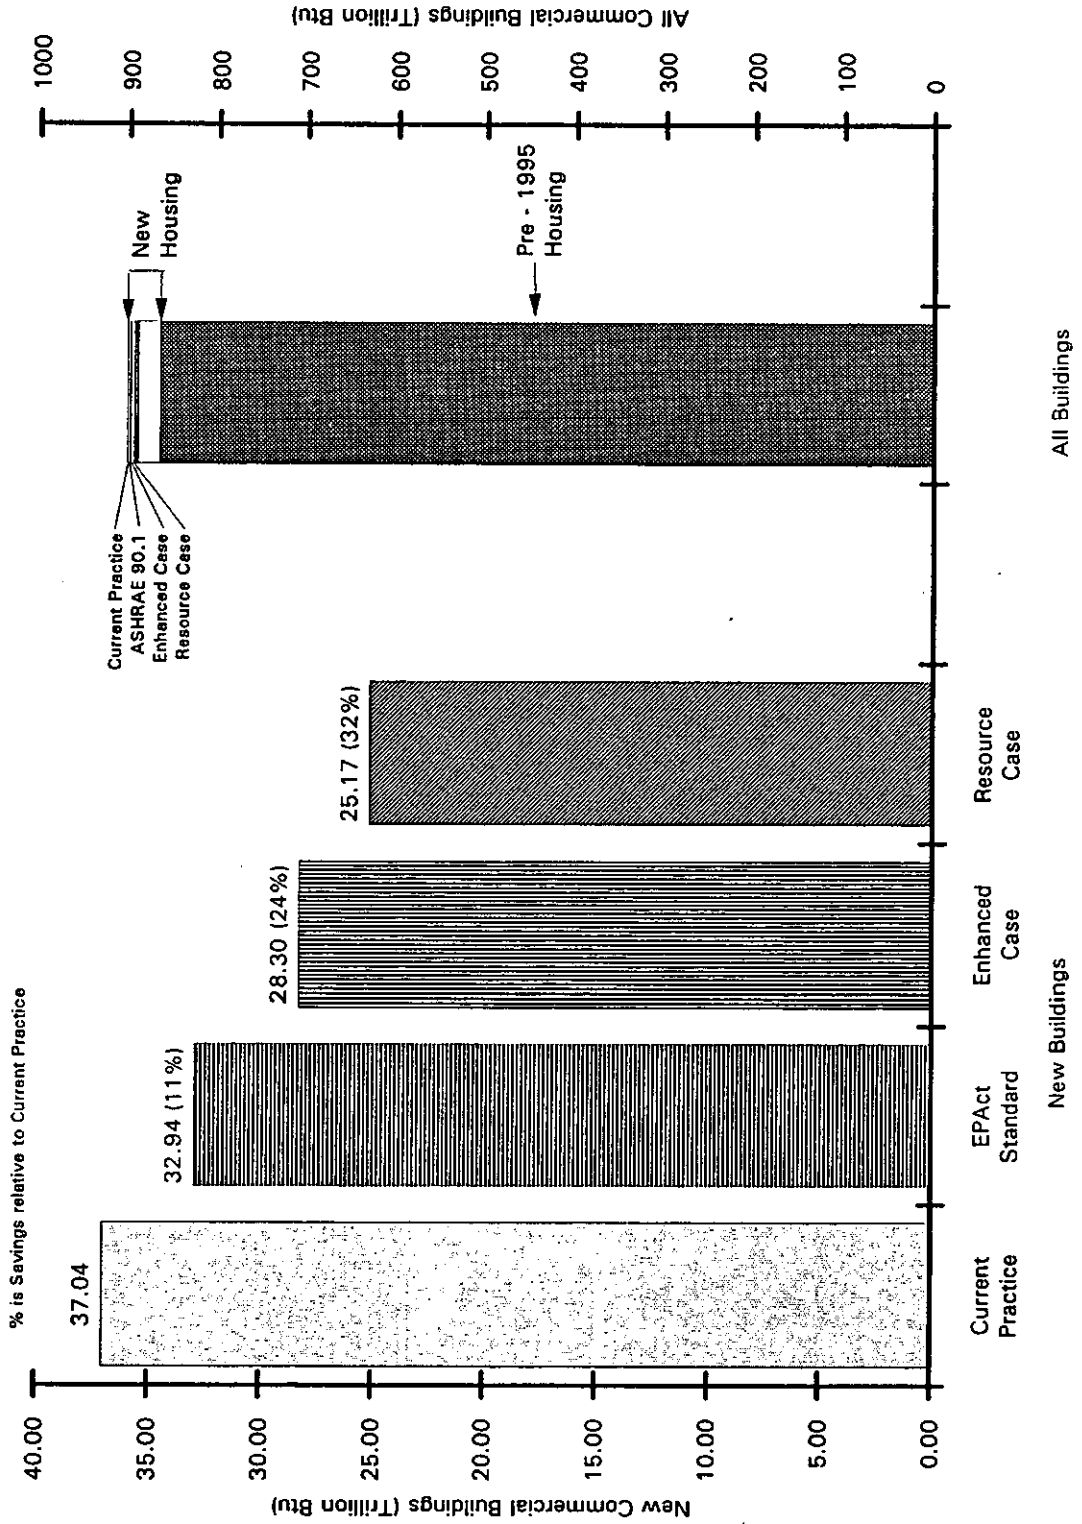 % is Savings relative to Current Practice
New Commercial Buildings (Trillion Btu)
40.00
35.00
30.00
25.00
20.00
15.00
10.00
5.00
0.00
37.04
32.94 (11%)
28.30 (24%)
25.17 (32%)
Current
Practice
EPAct
Standard
Enhanced
Case
Resource
Case
New Buildings
Current Practice
ASHRAE 90.1
Enhanced Case
Resource Case
New
Housing
Pre - 1995
Housing
All Buildings
1000
900
800
700
600
500
400
300
200
100
0
All Commercial Buildings (Trillion Btu)